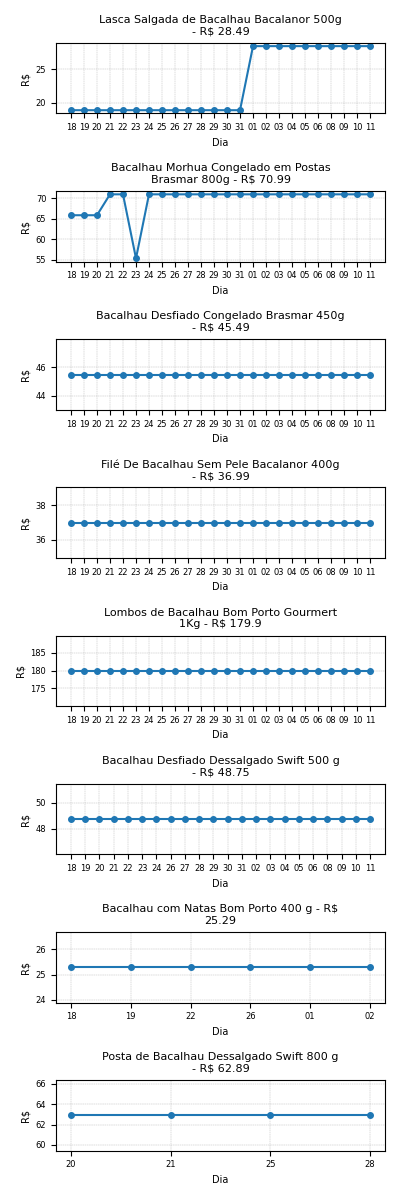 Lasca Salgada de Bacalhau Bacalanor 500g
- R$ 28.49
25
20
R$
18 19 20 21 22 23 24 25 26 27 28 29 30 31 01 02 03 04 05 06 08 09 10 11
Dia
Bacalhau Morhua Congelado em Postas
Brasmar 800g - R$ 70.99
70
65
60
55
R$
18 19 20 21 22 23 24 25 26 27 28 29 30 31 01 02 03 04 05 06 08 09 10 11
Dia
Bacalhau Desfiado Congelado Brasmar 450g
- R$ 45.49
46
44
R$
18 19 20 21 22 23 24 25 26 27 28 29 30 31 01 02 03 04 05 06 08 09 10 11
Dia
Filé De Bacalhau Sem Pele Bacalanor 400g
- R$ 36.99
38
36
R$
18 19 20 21 22 23 24 25 26 27 28 29 30 31 01 02 03 04 05 06 08 09 10 11
Dia
Lombos de Bacalhau Bom Porto Gourmert
1Kg - R$ 179.9
185
180
175
R$
18 19 20 21 22 23 24 25 26 27 28 29 30 31 01 02 03 04 05 06 08 09 10 11
Dia
Bacalhau Desfiado Dessalgado Swift 500 g
- R$ 48.75
50
48
R$
18 19 20 21 22 23 24 26 28 29 30 31 01 02 03 04 05 06 08 09 10 11
Dia
Bacalhau com Natas Bom Porto 400 g - R$
25.29
26
25
24
R$
18 19 22 26 01 02
Dia
Posta de Bacalhau Dessalgado Swift 800 g
- R$ 62.89
66
64
62
60
R$
20 21 25 28
Dia